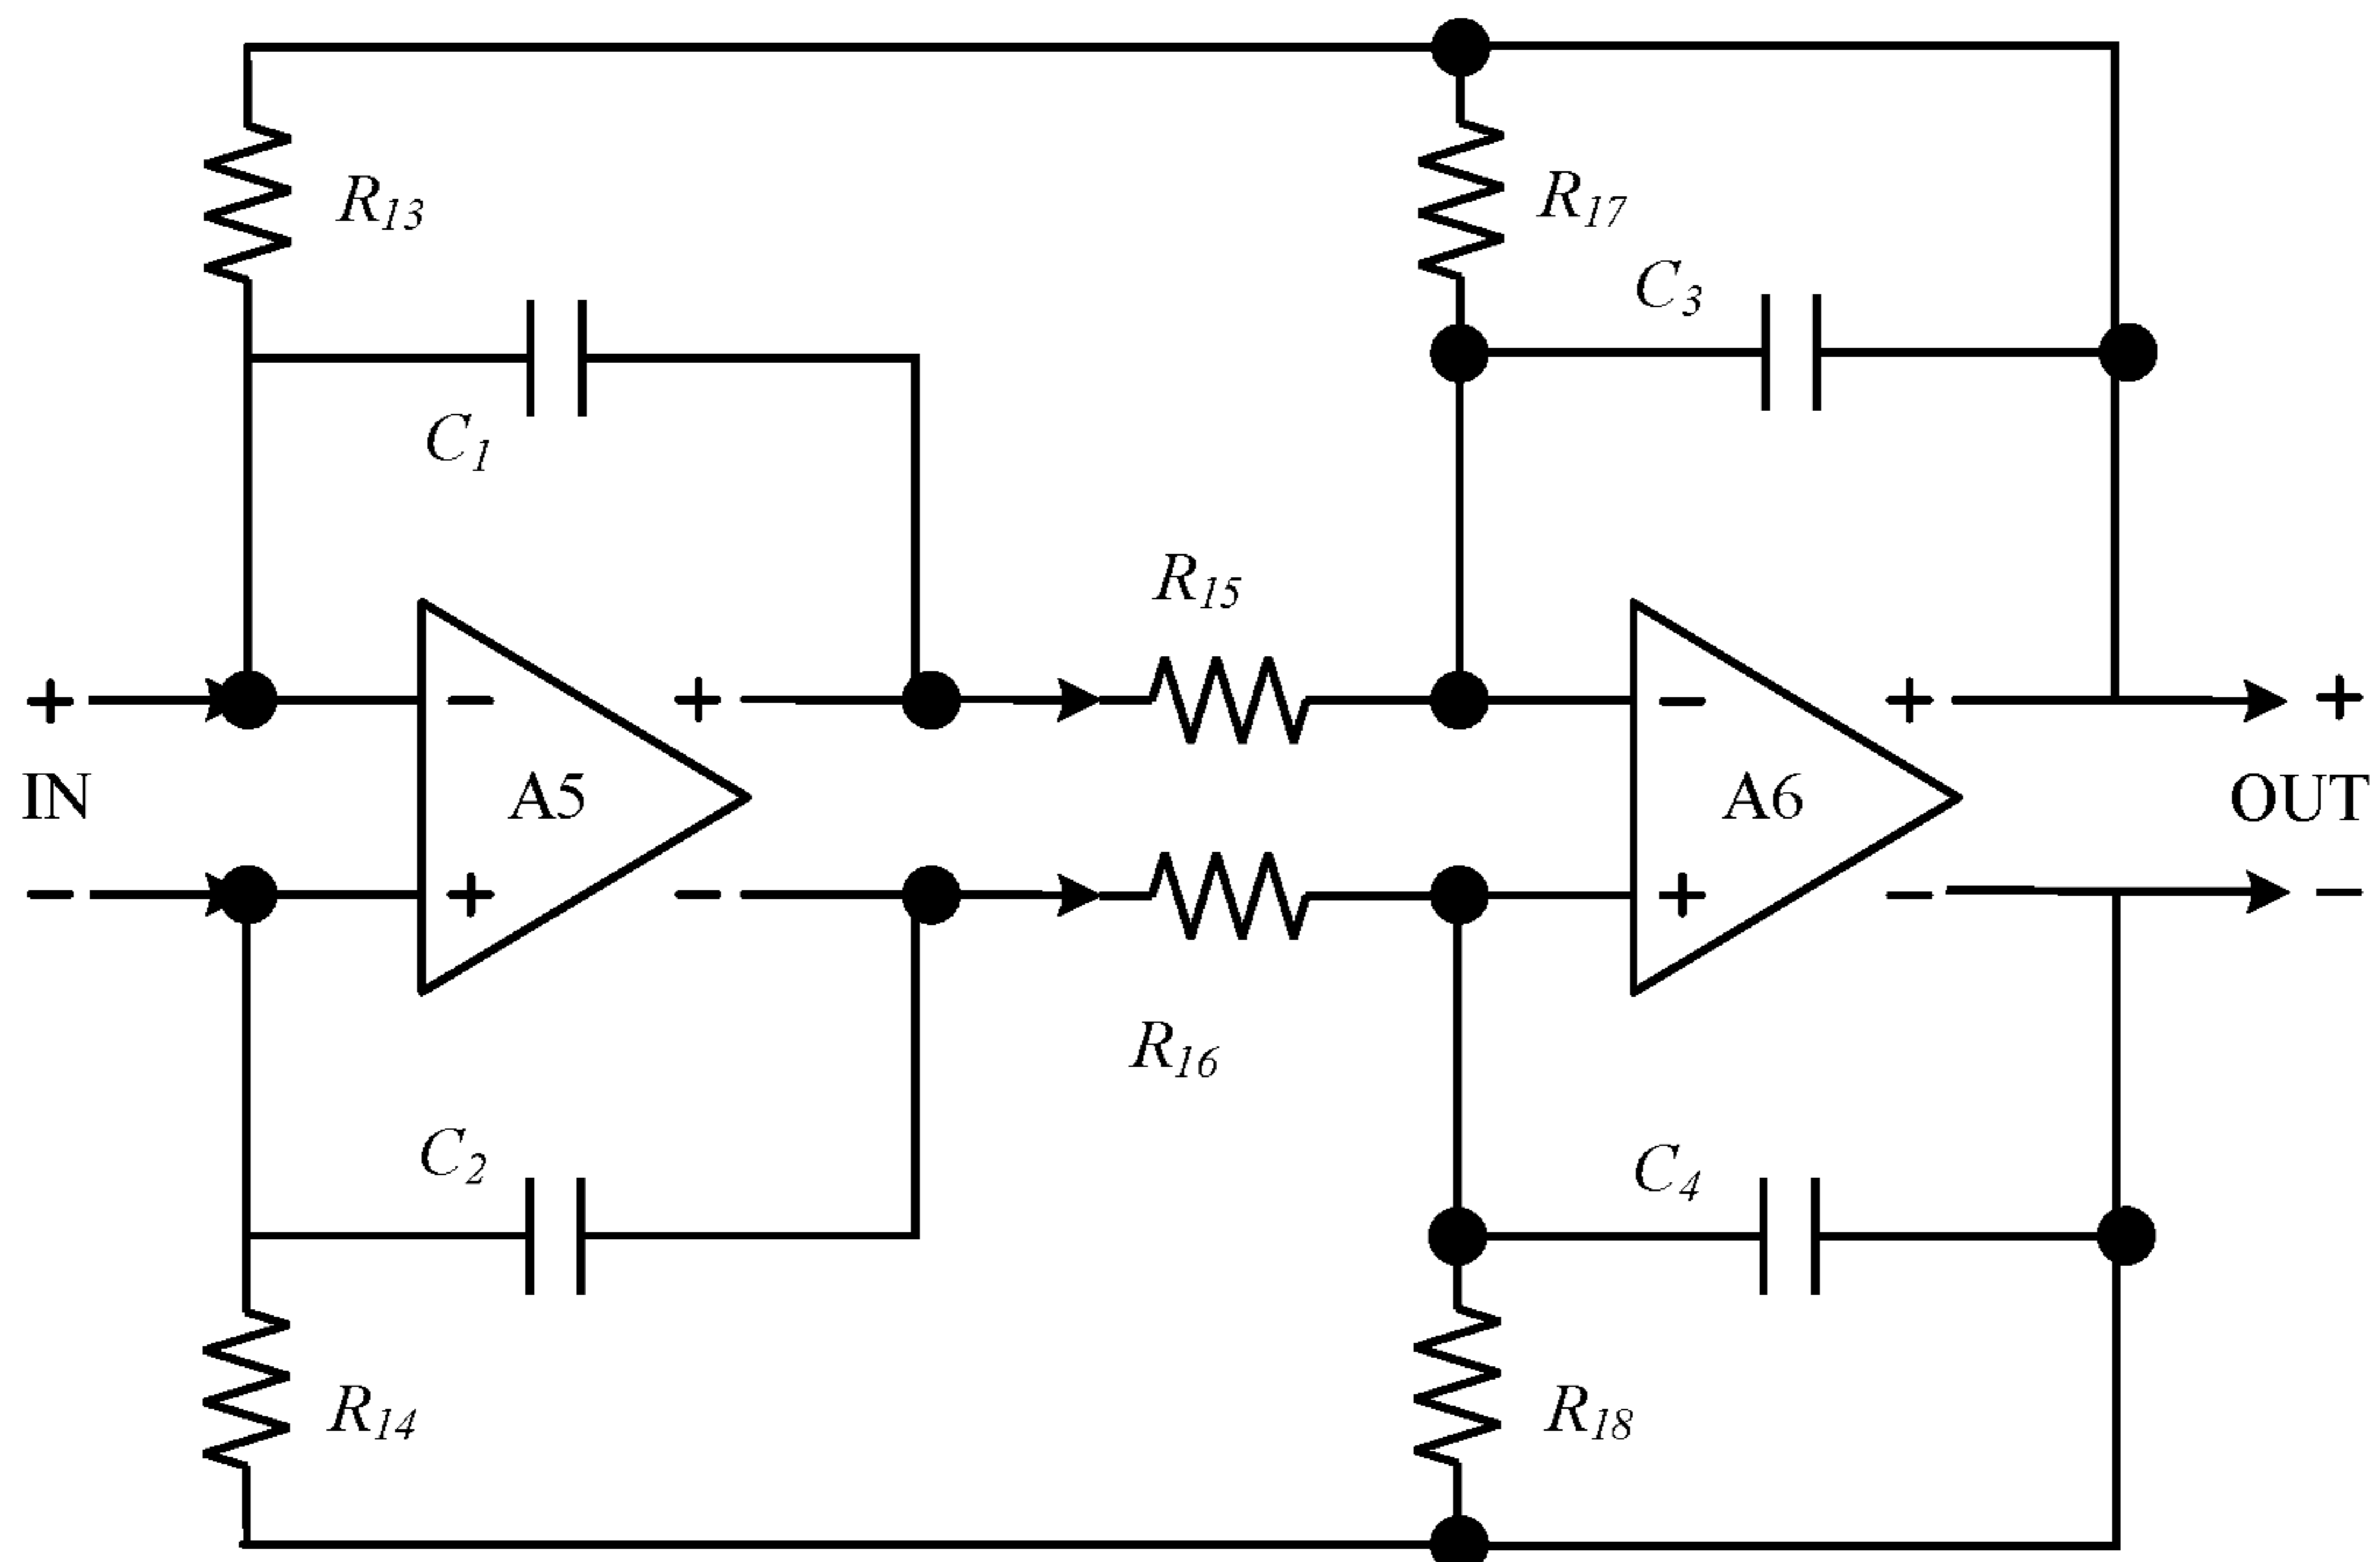 R13
R17
C3
C1
R15
+ − + − + +
IN A5 A6 OUT
− + − + − −
R16
C2
C4
R14
R18